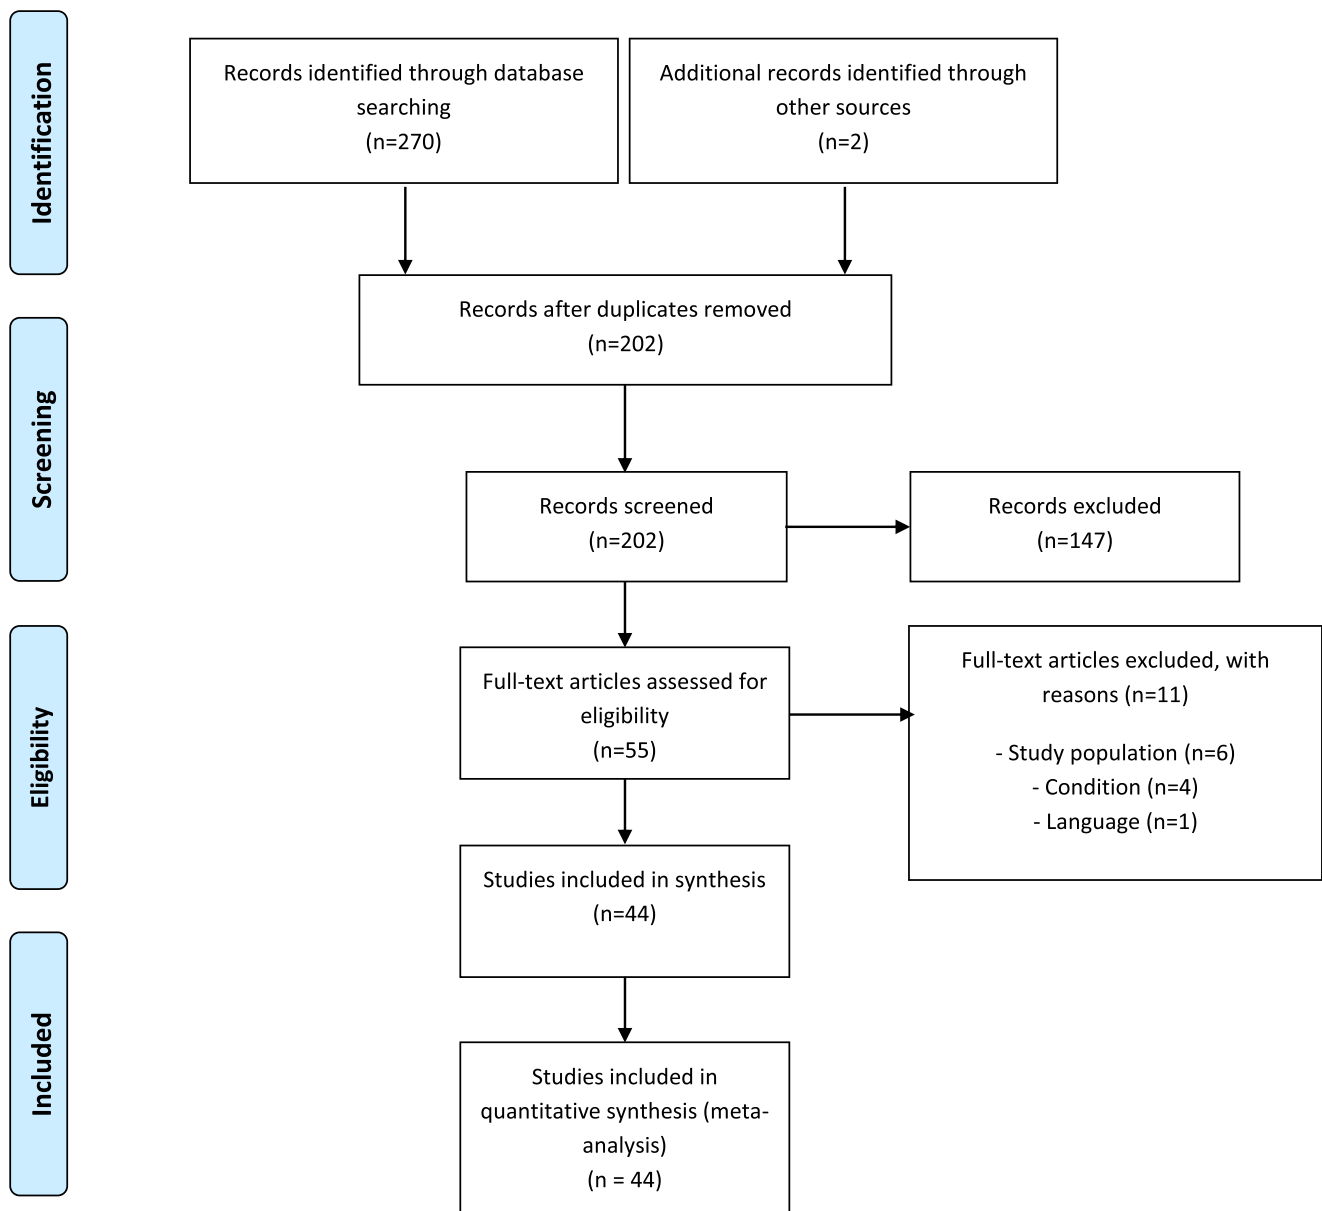 Identification
Records identified through database
searching
(n=270)
Additional records identified through
other sources
(n=2)
Records after duplicates removed
(n=202)
Screening
Records screened
(n=202)
Records excluded
(n=147)
Eligibility
Full-text articles assessed for
eligibility
(n=55)
Full-text articles excluded, with
reasons (n=11)
- Study population (n=6)
- Condition (n=4)
- Language (n=1)
Studies included in synthesis
(n=44)
Included
Studies included in
quantitative synthesis (meta-
analysis)
(n = 44)